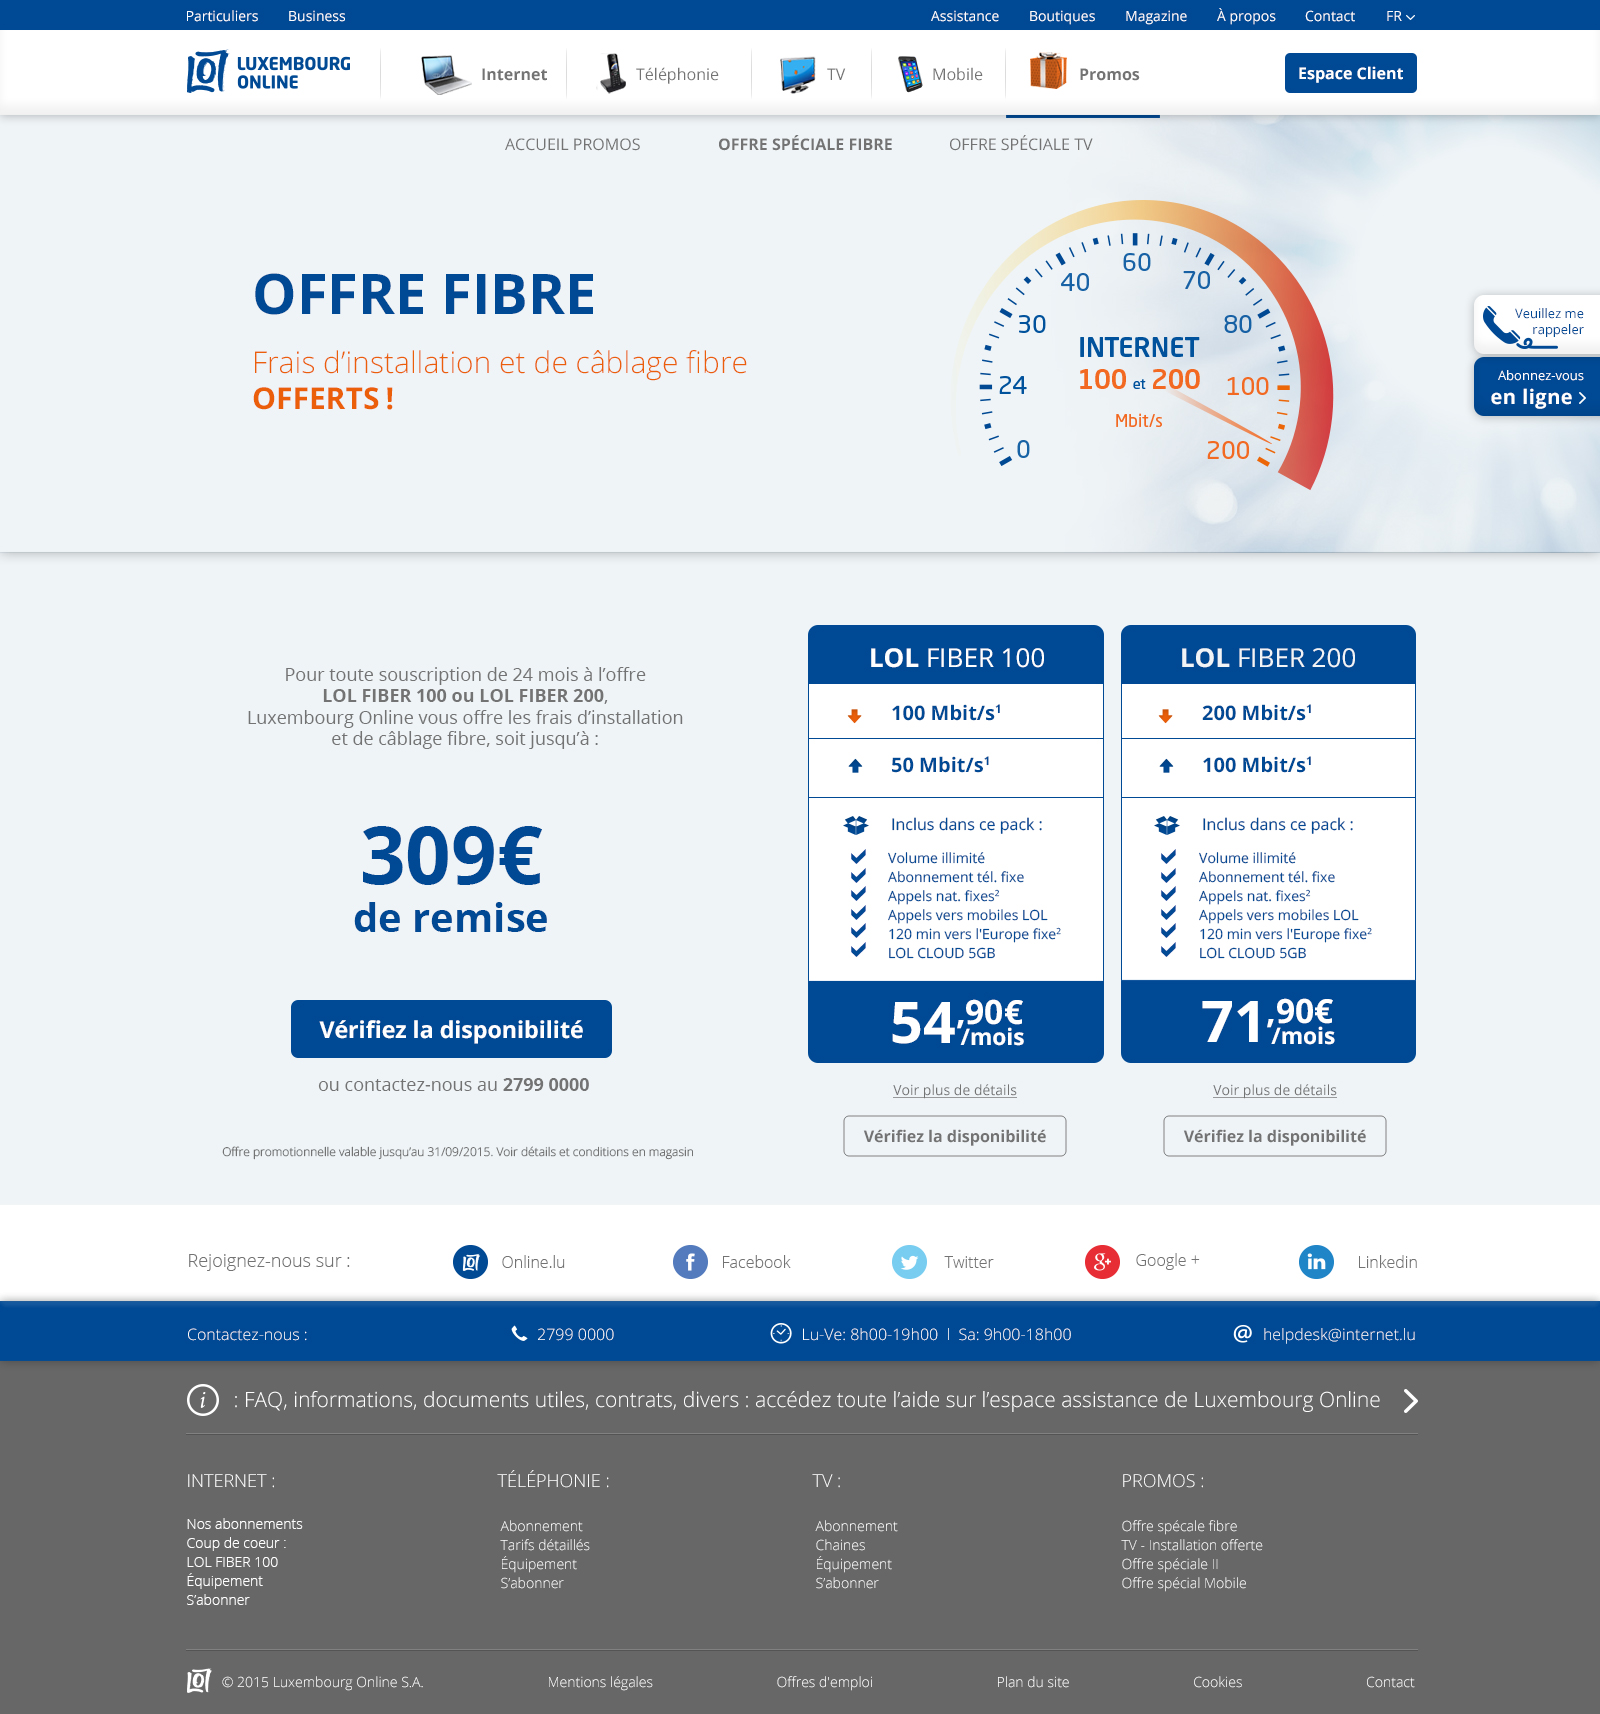 Particuliers
Business
Assistance
Boutiques
Magazine
À propos
Contact
FR
LUXEMBOURG
ONLINE
Internet
Téléphonie
TV
Mobile
Promos
Espace Client
ACCUEIL PROMOS
OFFRE SPÉCIALE FIBRE
OFFRE SPÉCIALE TV
OFFRE FIBRE
Frais d’installation et de câblage fibre
OFFERTS !
0
24
30
40
60
70
80
100
200
INTERNET
100 et 200
Mbit/s
Veuillez me
rappeler
Abonnez-vous
en ligne
Pour toute souscription de 24 mois à l’offre
LOL FIBER 100 ou LOL FIBER 200,
Luxembourg Online vous offre les frais d’installation
et de câblage fibre, soit jusqu’à :
309€
de remise
Vérifiez la disponibilité
ou contactez-nous au 2799 0000
Offre promotionnelle valable jusqu’au 31/09/2015. Voir détails et conditions en magasin
LOL FIBER 100
100 Mbit/s¹
50 Mbit/s¹
Inclus dans ce pack :
Volume illimité
Abonnement tél. fixe
Appels nat. fixes²
Appels vers mobiles LOL
120 min vers l'Europe fixe²
LOL CLOUD 5GB
54,90€
/mois
Voir plus de détails
Vérifiez la disponibilité
LOL FIBER 200
200 Mbit/s¹
100 Mbit/s¹
Inclus dans ce pack :
Volume illimité
Abonnement tél. fixe
Appels nat. fixes²
Appels vers mobiles LOL
120 min vers l'Europe fixe²
LOL CLOUD 5GB
71,90€
/mois
Voir plus de détails
Vérifiez la disponibilité
Rejoignez-nous sur :
Online.lu
Facebook
Twitter
Google +
Linkedin
Contactez-nous :
2799 0000
Lu-Ve: 8h00-19h00 | Sa: 9h00-18h00
helpdesk@internet.lu
: FAQ, informations, documents utiles, contrats, divers : accédez toute l’aide sur l’espace assistance de Luxembourg Online
INTERNET :
Nos abonnements
Coup de coeur :
LOL FIBER 100
Équipement
S’abonner
TÉLÉPHONIE :
Abonnement
Tarifs détaillés
Équipement
S’abonner
TV :
Abonnement
Chaines
Équipement
S’abonner
PROMOS :
Offre spécale fibre
TV - Installation offerte
Offre spéciale II
Offre spécial Mobile
© 2015 Luxembourg Online S.A.
Mentions légales
Offres d'emploi
Plan du site
Cookies
Contact